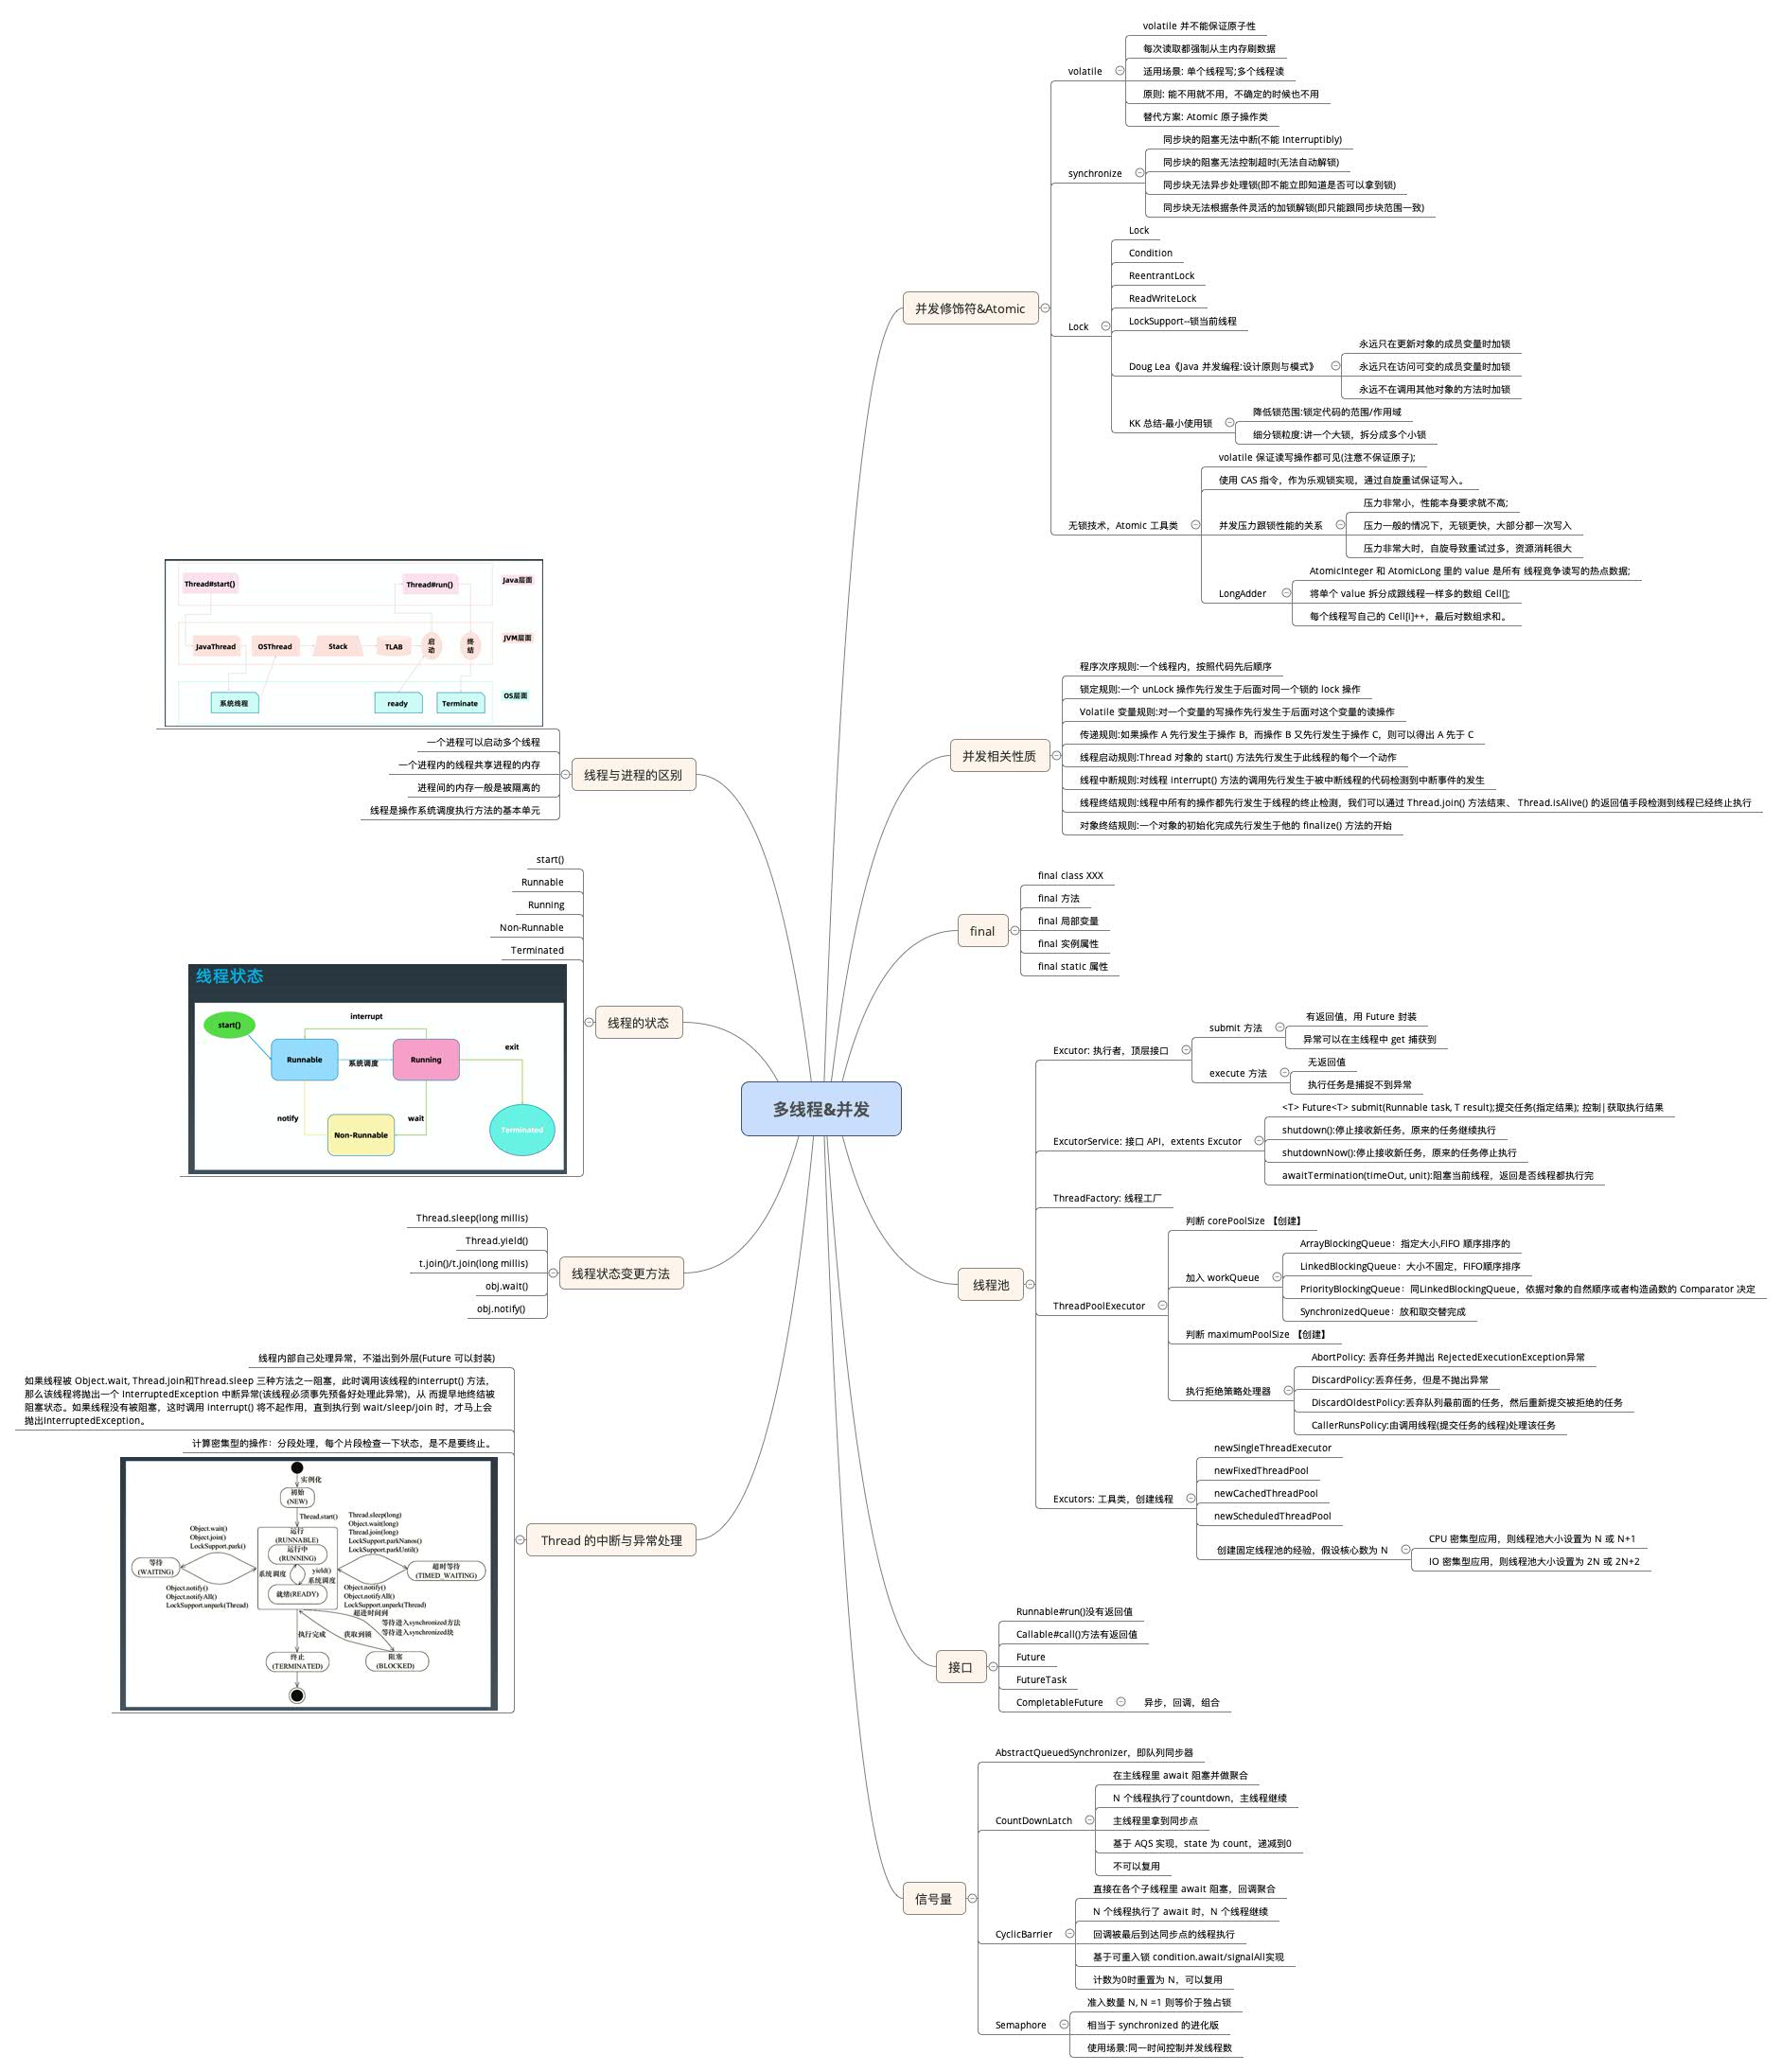 多线程&并发
并发修饰符&Atomic
volatile
volatile 并不能保证原子性
每次读取都强制从主内存刷数据
适用场景: 单个线程写;多个线程读
原则: 能不用就不用，不确定的时候也不用
替代方案: Atomic 原子操作类
synchronize
同步块的阻塞无法中断(不能 Interruptibly)
同步块的阻塞无法控制超时(无法自动解锁)
同步块无法异步处理锁(即不能立即知道是否可以拿到锁)
同步块无法根据条件灵活的加锁解锁(即只能跟同步块范围一致)
Lock
Lock
Condition
ReentrantLock
ReadWriteLock
LockSupport--锁当前线程
Doug Lea《Java 并发编程:设计原则与模式》
永远只在更新对象的成员变量时加锁
永远只在访问可变的成员变量时加锁
永远不在调用其他对象的方法时加锁
KK 总结-最小使用锁
降低锁范围:锁定代码的范围/作用域
细分锁粒度:讲一个大锁，拆分成多个小锁
无锁技术，Atomic 工具类
volatile 保证读写操作都可见(注意不保证原子);
使用 CAS 指令，作为乐观锁实现，通过自旋重试保证写入。
并发压力跟锁性能的关系
压力非常小，性能本身要求就不高;
压力一般的情况下，无锁更快，大部分都一次写入
压力非常大时，自旋导致重试过多，资源消耗很大
LongAdder
AtomicInteger 和 AtomicLong 里的 value 是所有 线程竞争读写的热点数据;
将单个 value 拆分成跟线程一样多的数组 Cell[];
每个线程写自己的 Cell[i]++，最后对数组求和。
并发相关性质
程序次序规则:一个线程内，按照代码先后顺序
锁定规则:一个 unLock 操作先行发生于后面对同一个锁的 lock 操作
Volatile 变量规则:对一个变量的写操作先行发生于后面对这个变量的读操作
传递规则:如果操作 A 先行发生于操作 B，而操作 B 又先行发生于操作 C，则可以得出 A 先于 C
线程启动规则:Thread 对象的 start() 方法先行发生于此线程的每个一个动作
线程中断规则:对线程 interrupt() 方法的调用先行发生于被中断线程的代码检测到中断事件的发生
线程终结规则:线程中所有的操作都先行发生于线程的终止检测，我们可以通过 Thread.join() 方法结束、 Thread.isAlive() 的返回值手段检测到线程已经终止执行
对象终结规则:一个对象的初始化完成先行发生于他的 finalize() 方法的开始
final
final class XXX
final 方法
final 局部变量
final 实例属性
final static 属性
线程池
Excutor: 执行者，顶层接口
submit 方法
有返回值，用 Future 封装
异常可以在主线程中 get 捕获到
execute 方法
无返回值
执行任务是捕捉不到异常
ExcutorService: 接口 API，extents Excutor
<T> Future<T> submit(Runnable task, T result);提交任务(指定结果); 控制|获取执行结果
shutdown():停止接收新任务，原来的任务继续执行
shutdownNow():停止接收新任务，原来的任务停止执行
awaitTermination(timeOut, unit):阻塞当前线程，返回是否线程都执行完
ThreadFactory: 线程工厂
ThreadPoolExecutor
判断 corePoolSize 【创建】
加入 workQueue
ArrayBlockingQueue：指定大小,FIFO 顺序排序的
LinkedBlockingQueue：大小不固定，FIFO顺序排序
PriorityBlockingQueue：同LinkedBlockingQueue，依据对象的自然顺序或者构造函数的 Comparator 决定
SynchronizedQueue：放和取交替完成
判断 maximumPoolSize 【创建】
执行拒绝策略处理器
AbortPolicy: 丢弃任务并抛出 RejectedExecutionException异常
DiscardPolicy:丢弃任务，但是不抛出异常
DiscardOldestPolicy:丢弃队列最前面的任务，然后重新提交被拒绝的任务
CallerRunsPolicy:由调用线程(提交任务的线程)处理该任务
Excutors: 工具类，创建线程
newSingleThreadExecutor
newFixedThreadPool
newCachedThreadPool
newScheduledThreadPool
创建固定线程池的经验，假设核心数为 N
CPU 密集型应用，则线程池大小设置为 N 或 N+1
IO 密集型应用，则线程池大小设置为 2N 或 2N+2
接口
Runnable#run()没有返回值
Callable#call()方法有返回值
Future
FutureTask
CompletableFuture
异步，回调，组合
信号量
AbstractQueuedSynchronizer，即队列同步器
CountDownLatch
在主线程里 await 阻塞并做聚合
N 个线程执行了countdown，主线程继续
主线程里拿到同步点
基于 AQS 实现，state 为 count，递减到0
不可以复用
CyclicBarrier
直接在各个子线程里 await 阻塞，回调聚合
N 个线程执行了 await 时，N 个线程继续
回调被最后到达同步点的线程执行
基于可重入锁 condition.await/signalAll实现
计数为0时重置为 N，可以复用
Semaphore
准入数量 N, N =1 则等价于独占锁
相当于 synchronized 的进化版
使用场景:同一时间控制并发线程数
线程与进程的区别
Thread#start()
Thread#run()
Java层面
JavaThread
OSThread
Stack
TLAB
启动
终结
JVM层面
系统线程
ready
Terminate
OS层面
一个进程可以启动多个线程
一个进程内的线程共享进程的内存
进程间的内存一般是被隔离的
线程是操作系统调度执行方法的基本单元
线程的状态
start()
Runnable
Running
Non-Runnable
Terminated
线程状态
interrupt
start()
Runnable
系统调度
Running
exit
notify
wait
Non-Runnable
Terminated
线程状态变更方法
Thread.sleep(long millis)
Thread.yield()
t.join()/t.join(long millis)
obj.wait()
obj.notify()
Thread 的中断与异常处理
线程内部自己处理异常，不溢出到外层(Future 可以封装)
如果线程被 Object.wait, Thread.join和Thread.sleep 三种方法之一阻塞，此时调用该线程的interrupt() 方法，
那么该线程将抛出一个 InterruptedException 中断异常(该线程必须事先预备好处理此异常)，从 而提早地终结被
阻塞状态。如果线程没有被阻塞，这时调用 interrupt() 将不起作用，直到执行到 wait/sleep/join 时，才马上会
抛出InterruptedException。
计算密集型的操作：分段处理，每个片段检查一下状态，是不是要终止。
实例化
初始
(NEW)
Thread.start()
Object.wait()
Object.join()
LockSupport.park()
Thread.sleep(long)
Object.wait(long)
Thread.join(long)
LockSupport.parkNanos()
LockSupport.parkUntil()
运行
(RUNNABLE)
运行中
(RUNNING)
等待
(WAITING)
系统调度
yield()
系统调度
超时等待
(TIMED_WAITING)
就绪(READY)
Object.notify()
Object.notifyAll()
LockSupport.unpark(Thread)
Object.notify()
Object.notifyAll()
LockSupport.unpark(Thread)
超过时间到
等待进入synchronized方法
等待进入synchronized块
执行完成
获取到锁
终止
(TERMINATED)
阻塞
(BLOCKED)